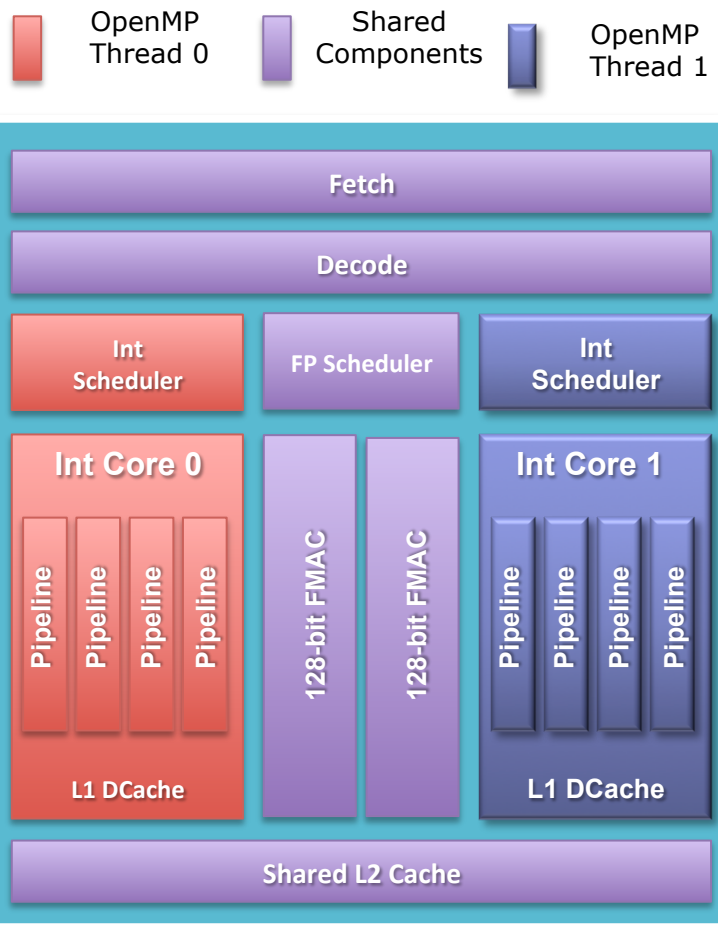 OpenMP
Thread 0
Shared
Components
OpenMP
Thread 1
Fetch
Decode
Int
Scheduler
FP Scheduler
Int
Scheduler
Int Core 0
Pipeline
Pipeline
Pipeline
Pipeline
L1 DCache
128-bit FMAC
128-bit FMAC
Int Core 1
Pipeline
Pipeline
Pipeline
Pipeline
L1 DCache
Shared L2 Cache